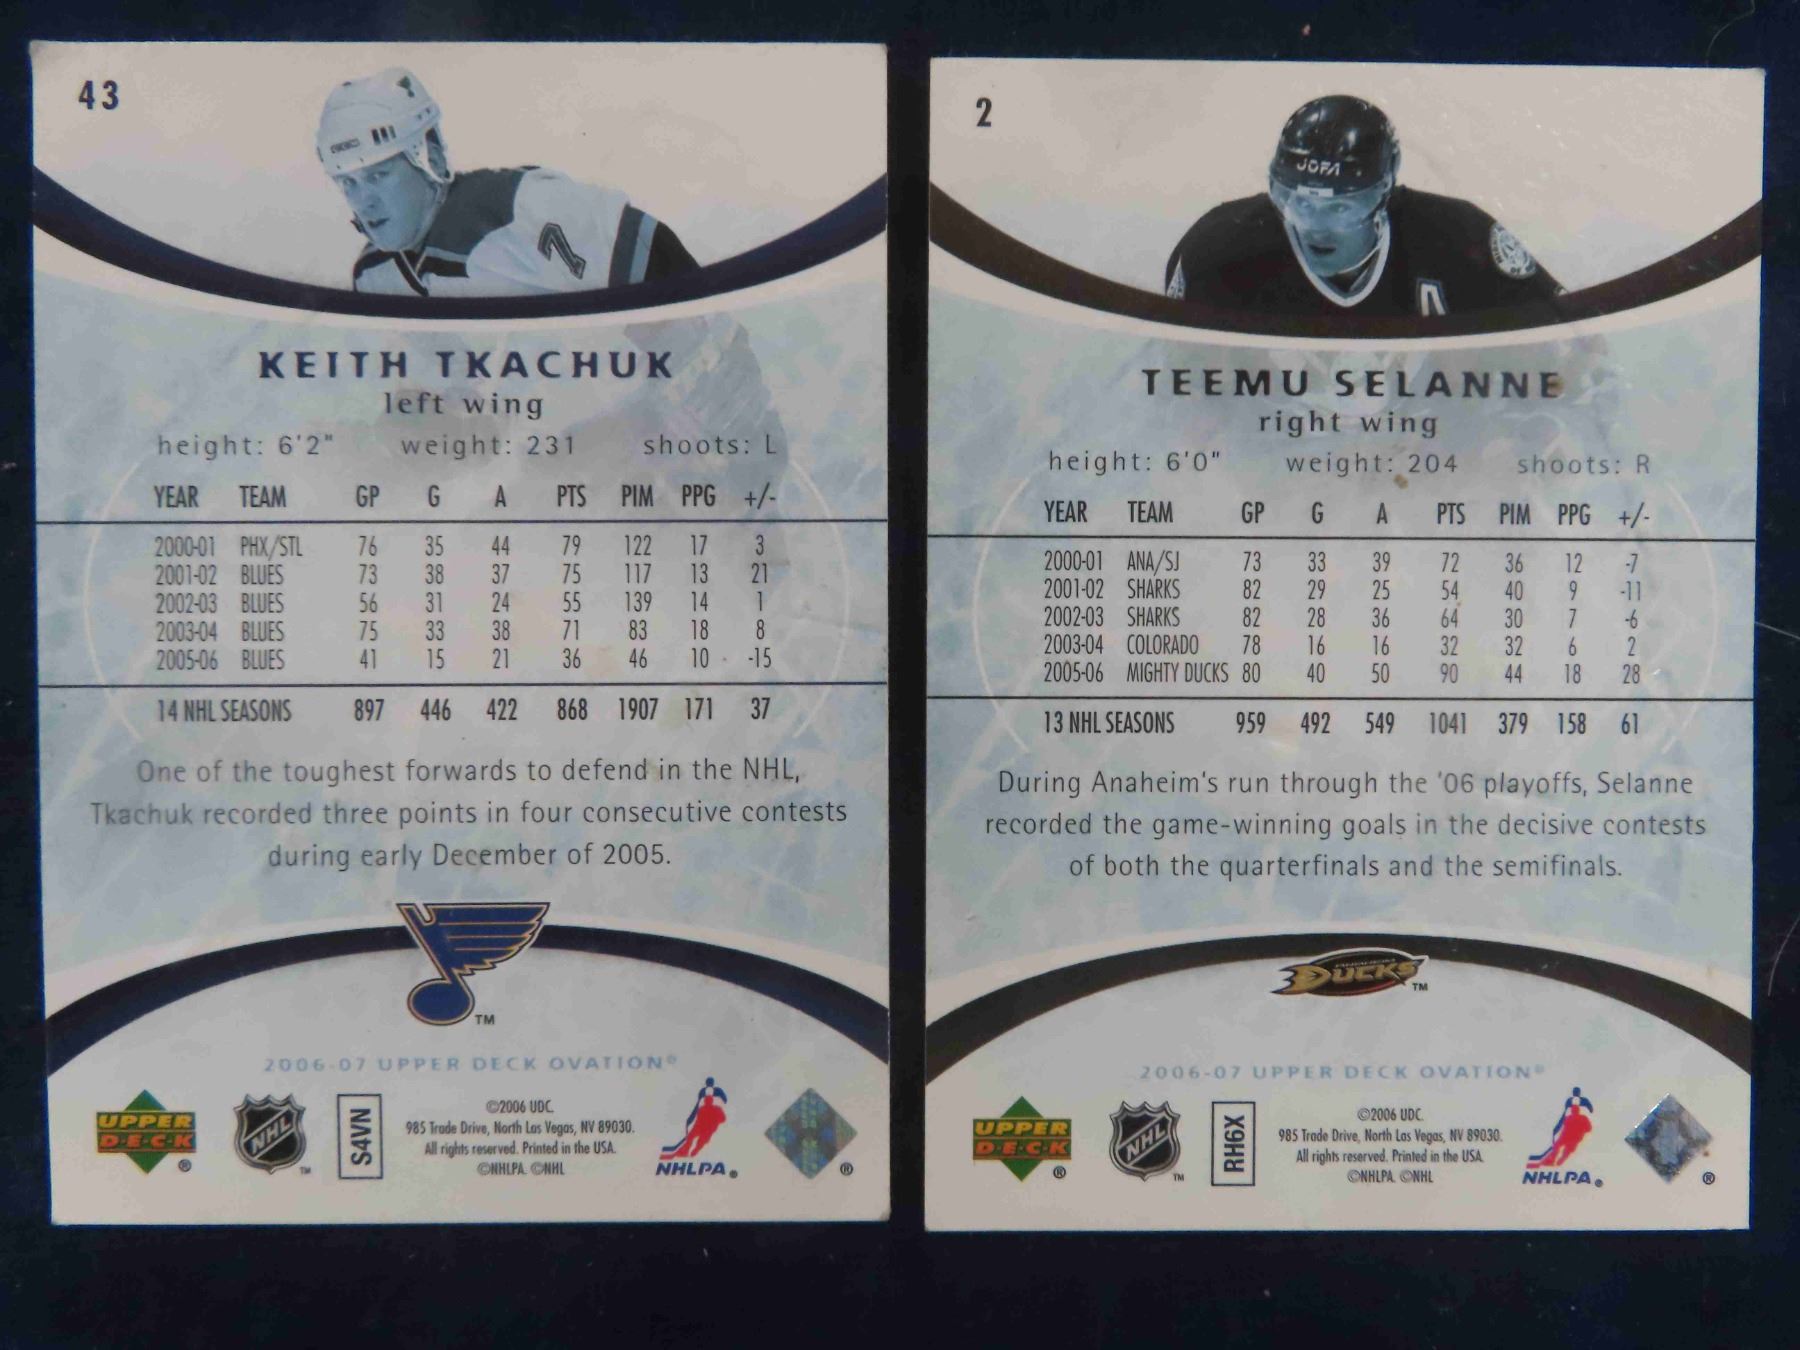 43
7
KEITH TKACHUK
left wing
height: 6'2" weight: 231 shoots: L
YEAR TEAM GP G A PTS PIM PPG +/-
2000-01 PHX/STL 76 35 44 79 122 17 3
2001-02 BLUES 73 38 37 75 117 13 21
2002-03 BLUES 56 31 24 55 139 14 1
2003-04 BLUES 75 33 38 71 83 18 8
2005-06 BLUES 41 15 21 36 46 10 -15
14 NHL SEASONS 897 446 422 868 1907 171 37
One of the toughest forwards to defend in the NHL,
Tkachuk recorded three points in four consecutive contests
during early December of 2005.
TM
2006-07 UPPER DECK OVATION®
UPPER
DECK
®
NHL
TM
S4VN
©2006 UDC.
985 Trade Drive, North Las Vegas, NV 89030.
All rights reserved. Printed in the USA.
©NHLPA. ©NHL
NHLPA®
®
2
JOFA
A
TEEMU SELANNE
right wing
height: 6'0" weight: 204 shoots: R
YEAR TEAM GP G A PTS PIM PPG +/-
2000-01 ANA/SJ 73 33 39 72 36 12 -7
2001-02 SHARKS 82 29 25 54 40 9 -11
2002-03 SHARKS 82 28 36 64 30 7 -6
2003-04 COLORADO 78 16 16 32 32 6 2
2005-06 MIGHTY DUCKS 80 40 50 90 44 18 28
13 NHL SEASONS 959 492 549 1041 379 158 61
During Anaheim's run through the '06 playoffs, Selanne
recorded the game-winning goals in the decisive contests
of both the quarterfinals and the semifinals.
ANAHEIM
DUCKS
TM
2006-07 UPPER DECK OVATION®
UPPER
DECK
®
NHL
TM
RH6X
©2006 UDC.
985 Trade Drive, North Las Vegas, NV 89030.
All rights reserved. Printed in the USA
©NHLPA. ©NHL
NHLPA®
®